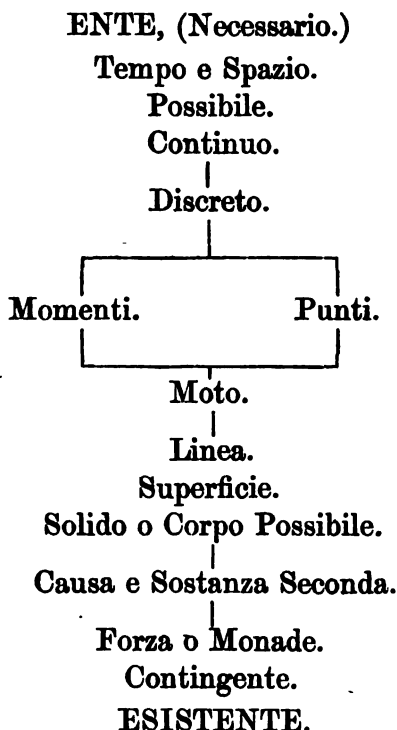 ENTE, (Necessario.)
Tempo e Spazio.
Possibile.
Continuo.
Discreto.
Momenti. Punti.
Moto.
Linea.
Superficie.
Solido o Corpo Possibile.
Causa e Sostanza Seconda.
Forza o Monade.
Contingente.
ESISTENTE.